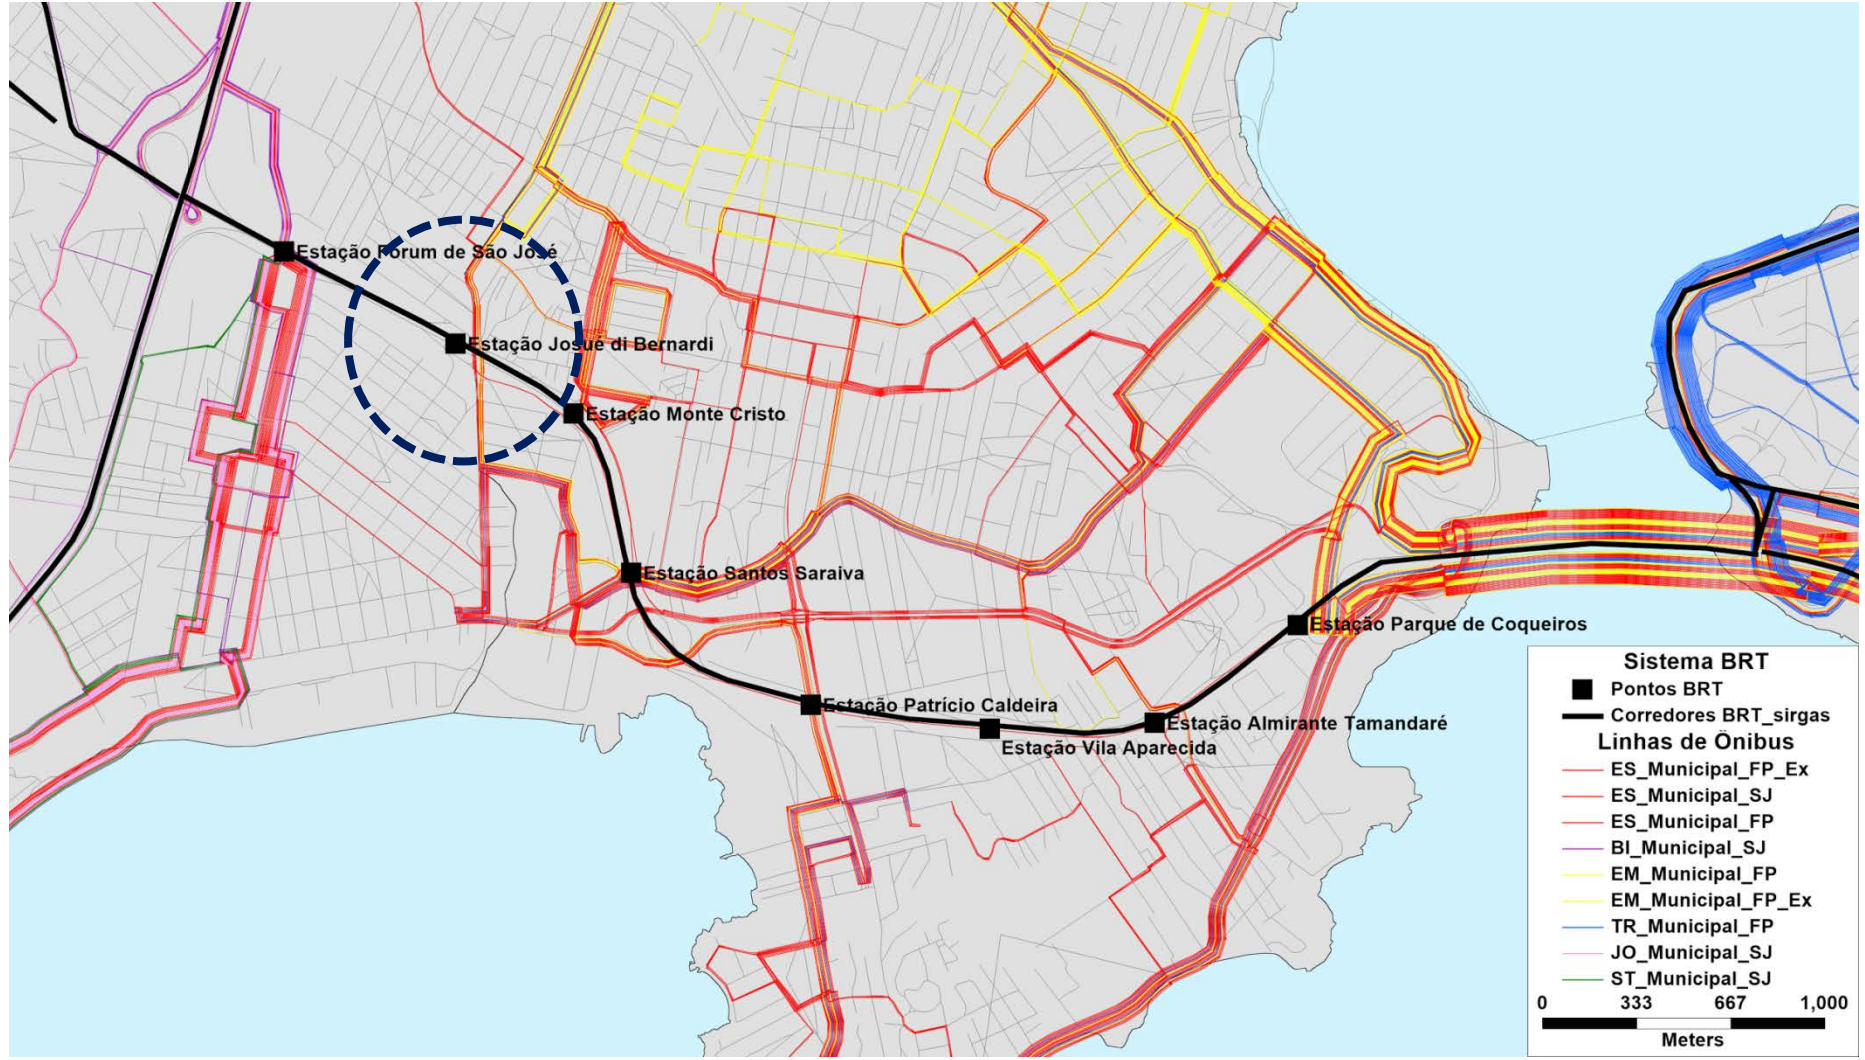 Estação Forum de São José
Estação Josué di Bernardi
Estação Monte Cristo
Estação Santos Saraiva
Estação Parque de Coqueiros
Estação Patrício Caldeira
Estação Almirante Tamandaré
Estação Vila Aparecida
Sistema BRT
Pontos BRT
Corredores BRT_sirgas
Linhas de Önibus
ES_Municipal_FP_Ex
ES_Municipal_SJ
ES_Municipal_FP
BI_Municipal_SJ
EM_Municipal_FP
EM_Municipal_FP_Ex
TR_Municipal_FP
JO_Municipal_SJ
ST_Municipal_SJ
0 333 667 1,000
Meters